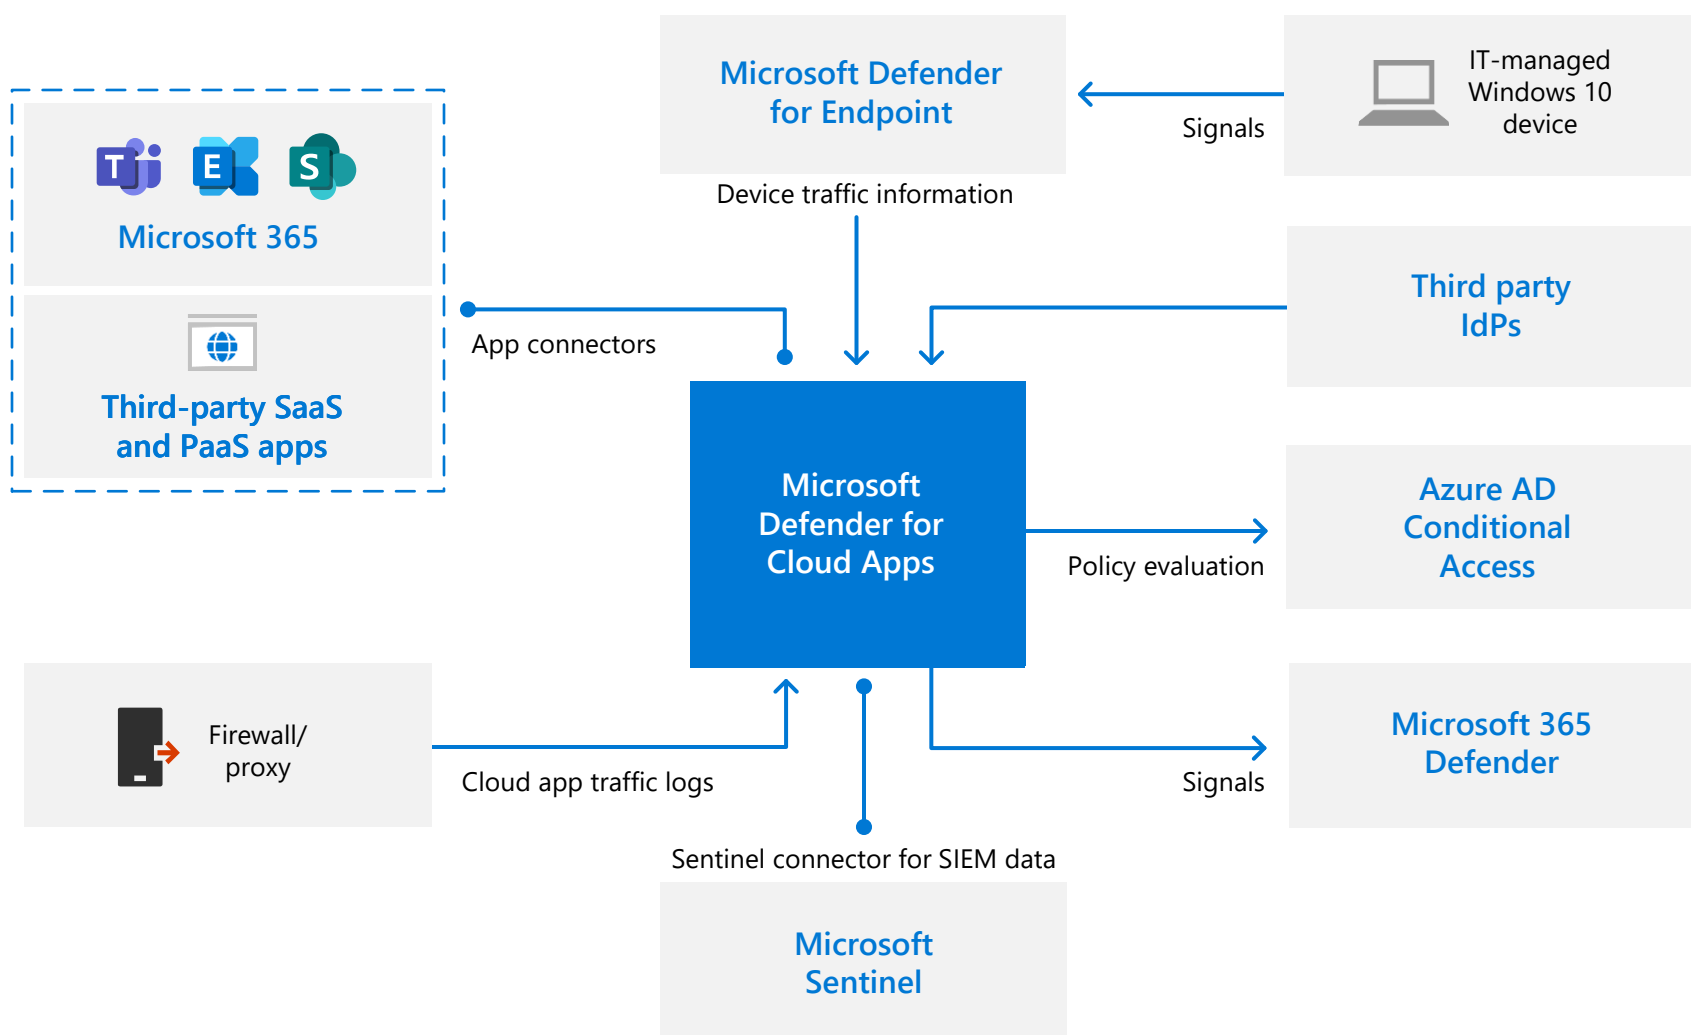 Microsoft Defender
for Endpoint
IT-managed
Windows 10
device
Signals
Device traffic information
T
E
S
Microsoft 365
Third-party SaaS
and PaaS apps
App connectors
Third party
IdPs
Microsoft
Defender for
Cloud Apps
Azure AD
Conditional
Access
Policy evaluation
Firewall/
proxy
Cloud app traffic logs
Microsoft 365
Defender
Signals
Sentinel connector for SIEM data
Microsoft
Sentinel